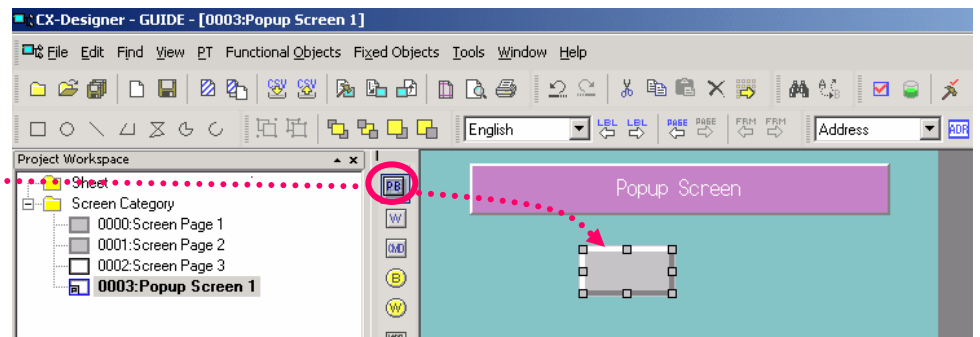 CX-Designer - GUIDE - [0003:Popup Screen 1]
File Edit Find View PT Functional Objects Fixed Objects Tools Window Help
CSV CSV
English LBL LBL PAGE PAGE FRM FRM Address ADR
Project Workspace
Sheet
Screen Category
0000:Screen Page 1
0001:Screen Page 2
0002:Screen Page 3
0003:Popup Screen 1
PB
W
CMD
B
W
Popup Screen